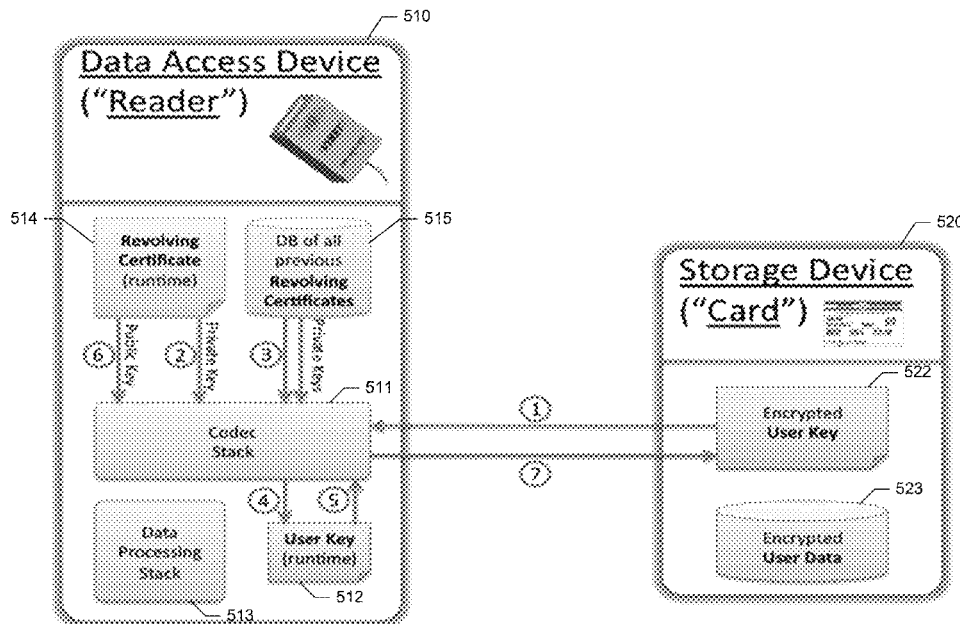 510
Data Access Device
("Reader")
514
515
Revolving
Certificate
(runtime)
DB of all
previous
Revolving
Certificates
520
Storage Device
("Card")
6
Public Key
2
Private Key
3
Private Keys
511
522
Codec
Stack
1
7
Encrypted
User Key
4
5
523
Data
Processing
Stack
User Key
(runtime)
Encrypted
User Data
512
513